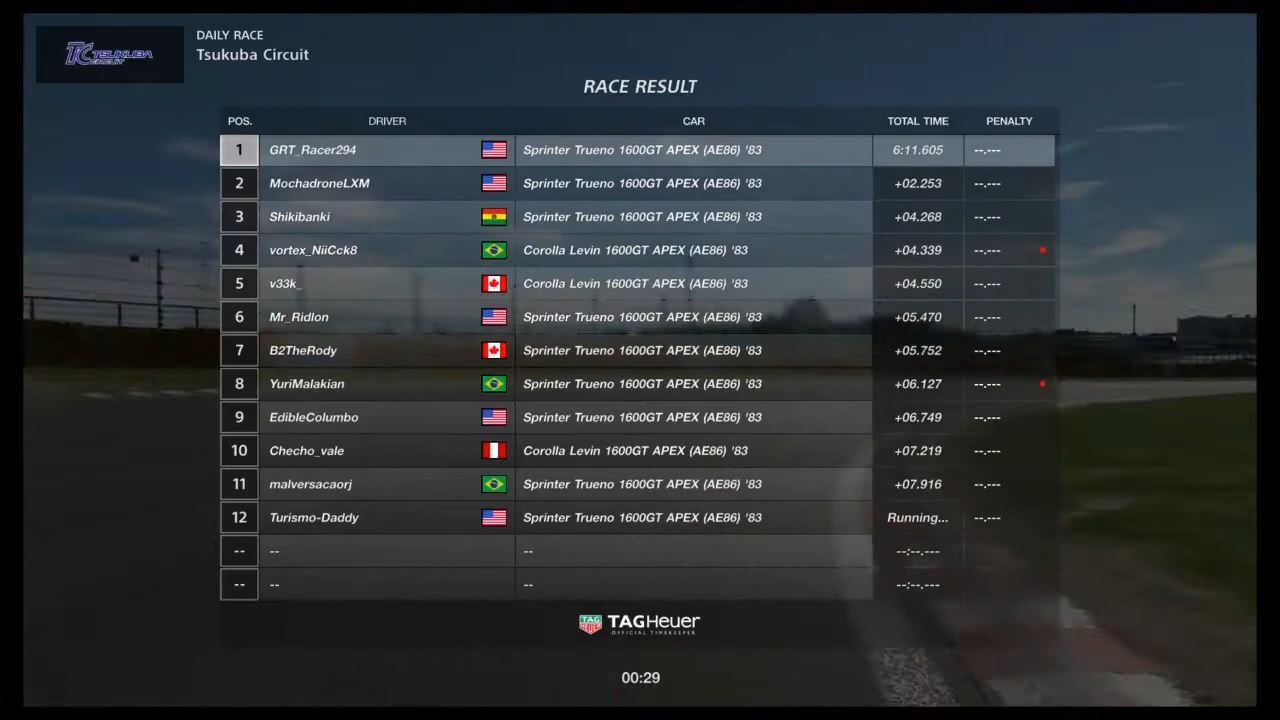 TC TSUKUBA CIRCUIT
DAILY RACE
Tsukuba Circuit
RACE RESULT
POS. DRIVER CAR TOTAL TIME PENALTY
1 GRT_Racer294 Sprinter Trueno 1600GT APEX (AE86) '83 6:11.605 --.---
2 MochadroneLXM Sprinter Trueno 1600GT APEX (AE86) '83 +02.253 --.---
3 Shikibanki Sprinter Trueno 1600GT APEX (AE86) '83 +04.268 --.---
4 vortex_NiiCck8 Corolla Levin 1600GT APEX (AE86) '83 +04.339 --.---
5 v33k_ Corolla Levin 1600GT APEX (AE86) '83 +04.550 --.---
6 Mr_Ridlon Sprinter Trueno 1600GT APEX (AE86) '83 +05.470 --.---
7 B2TheRody Sprinter Trueno 1600GT APEX (AE86) '83 +05.752 --.---
8 YuriMalakian Sprinter Trueno 1600GT APEX (AE86) '83 +06.127 --.---
9 EdibleColumbo Sprinter Trueno 1600GT APEX (AE86) '83 +06.749 --.---
10 Checho_vale Corolla Levin 1600GT APEX (AE86) '83 +07.219 --.---
11 malversacaorj Sprinter Trueno 1600GT APEX (AE86) '83 +07.916 --.---
12 Turismo-Daddy Sprinter Trueno 1600GT APEX (AE86) '83 Running... --.---
-- -- -- --:--.---
-- -- -- --:--.---
TAG HEUER TAGHeuer
OFFICIAL TIMEKEEPER
00:29